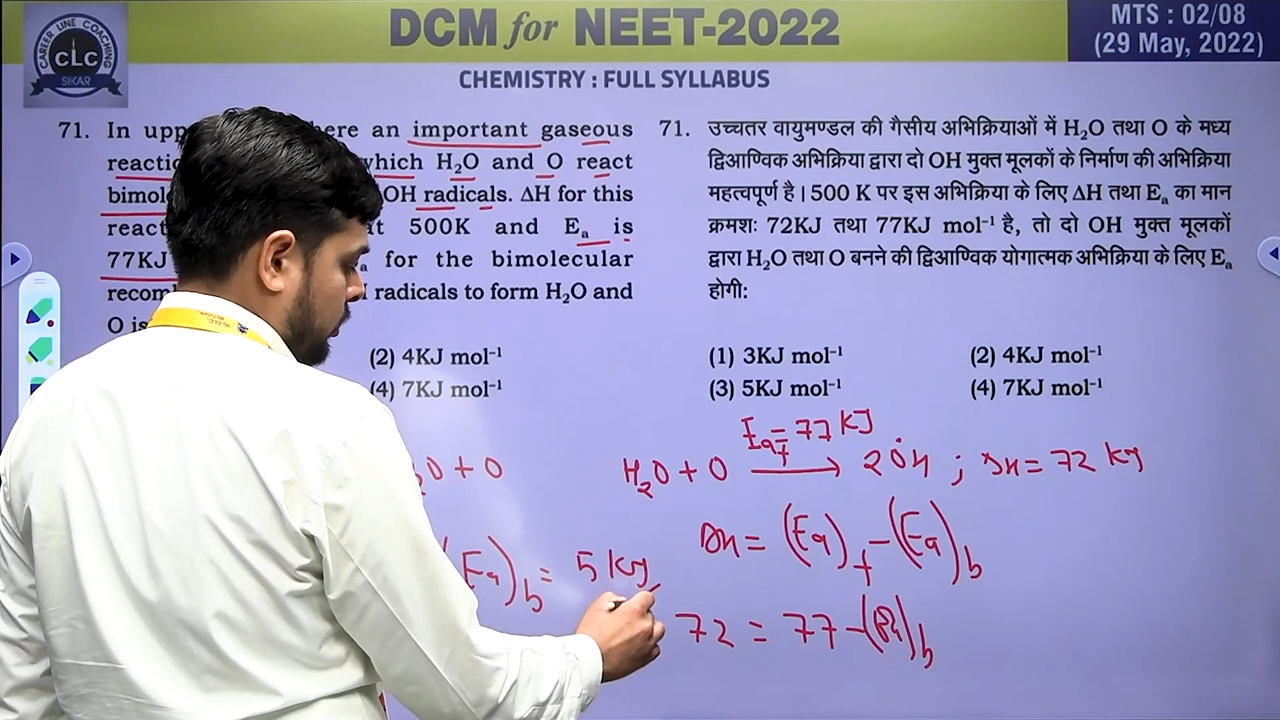 DCM for NEET-2022
MTS : 02/08
(29 May, 2022)
CAREER LINE COACHING
CLC
SIKAR
CHEMISTRY : FULL SYLLABUS
71. In upp here an important gaseous
reactio which H₂O and O react
bimol OH radicals. ΔH for this
react at 500K and Eₐ is
77KJ for the bimolecular
recom radicals to form H₂O and
O is
(2) 4KJ mol⁻¹
(4) 7KJ mol⁻¹
71. उच्चतर वायुमण्डल की गैसीय अभिक्रियाओं में H₂O तथा O के मध्य
द्विआण्विक अभिक्रिया द्वारा दो OH मुक्त मूलकों के निर्माण की अभिक्रिया
महत्वपूर्ण है। 500 K पर इस अभिक्रिया के लिए ΔH तथा Eₐ का मान
क्रमशः 72KJ तथा 77KJ mol⁻¹ है, तो दो OH मुक्त मूलकों
द्वारा H₂O तथा O बनने की द्विआण्विक योगात्मक अभिक्रिया के लिए Eₐ
होगी:
(1) 3KJ mol⁻¹ (2) 4KJ mol⁻¹
(3) 5KJ mol⁻¹ (4) 7KJ mol⁻¹
₂O + O
(Ea)b = 5 KJ
Eaf = 77 KJ
H₂O + O → 2ȮH ; ΔH = 72 KJ
ΔH = (Ea)f - (Ea)b
72 = 77 - (Ea)b